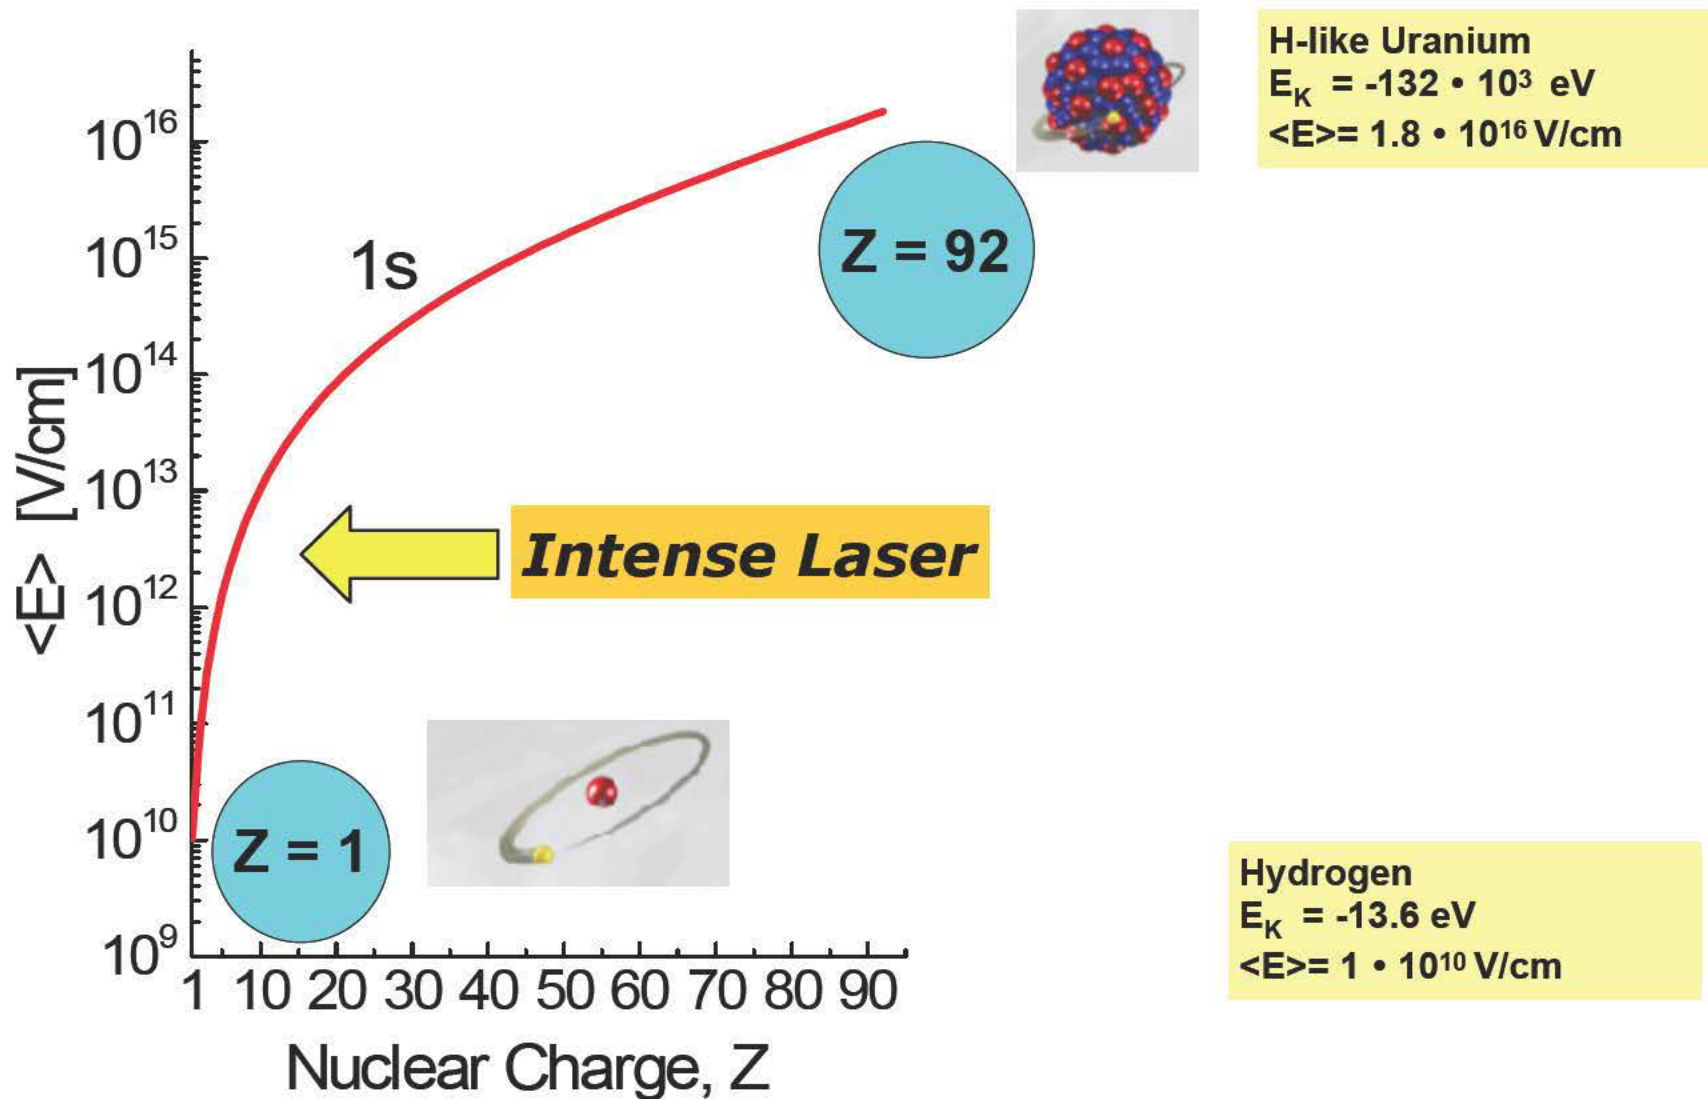 H-like Uranium
E_K = -132 • 10³ eV
<E>= 1.8 • 10¹⁶ V/cm
10¹⁶
10¹⁵
10¹⁴
10¹³
10¹²
10¹¹
10¹⁰
10⁹
<E> [V/cm]
1s
Z = 92
Intense Laser
Z = 1
Hydrogen
E_K = -13.6 eV
<E>= 1 • 10¹⁰ V/cm
1 10 20 30 40 50 60 70 80 90
Nuclear Charge, Z